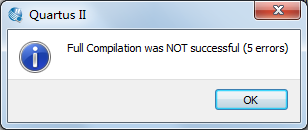 Quartus II
Full Compilation was NOT successful (5 errors)
OK